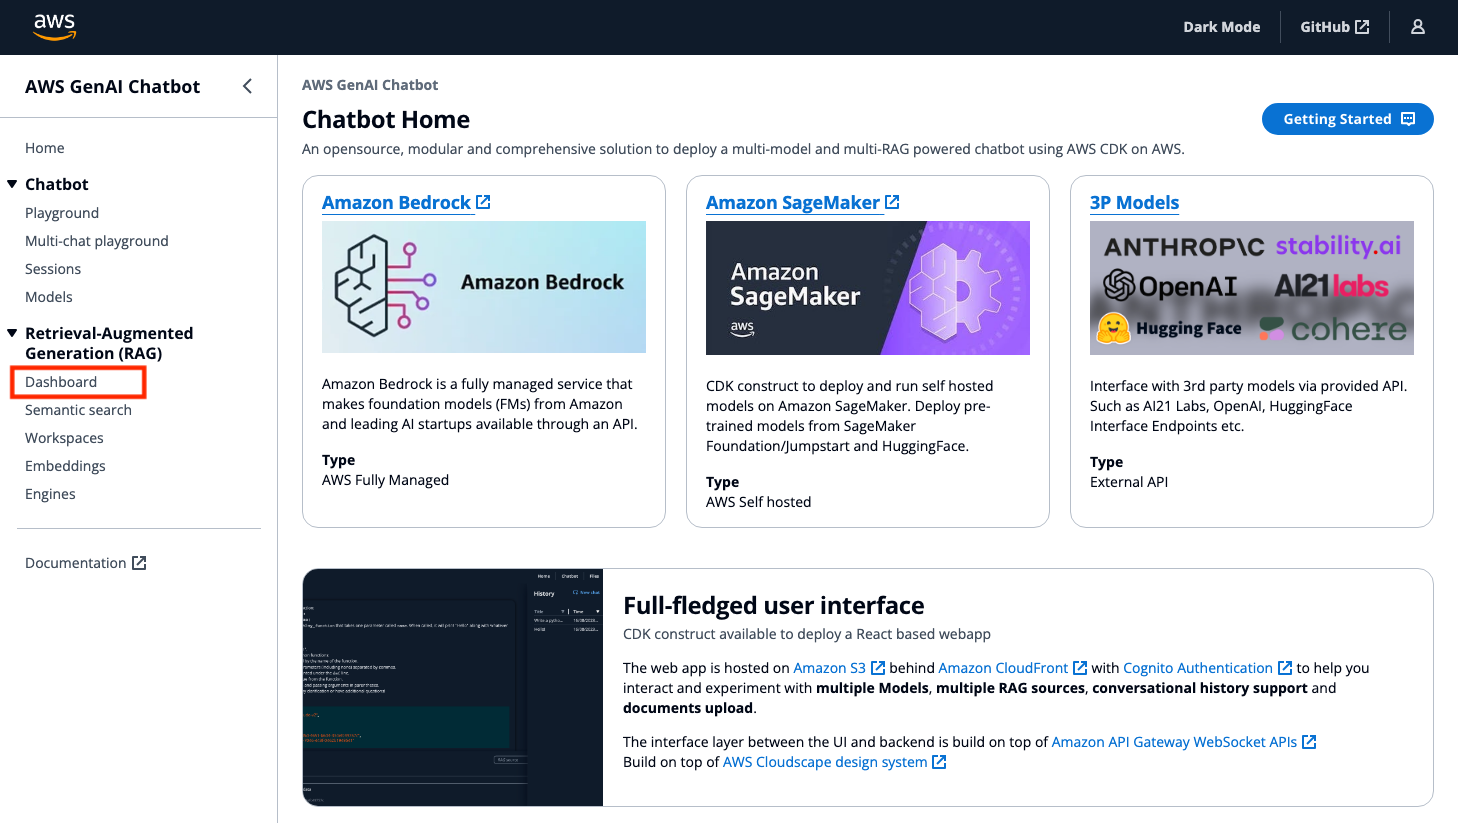 aws
Dark Mode
GitHub
AWS GenAI Chatbot
Home
Chatbot
Playground
Multi-chat playground
Sessions
Models
Retrieval-Augmented
Generation (RAG)
Dashboard
Semantic search
Workspaces
Embeddings
Engines
Documentation
AWS GenAI Chatbot
Chatbot Home
Getting Started
An opensource, modular and comprehensive solution to deploy a multi-model and multi-RAG powered chatbot using AWS CDK on AWS.
Amazon Bedrock
Amazon Bedrock
Amazon Bedrock is a fully managed service that
makes foundation models (FMs) from Amazon
and leading AI startups available through an API.
Type
AWS Fully Managed
Amazon SageMaker
Amazon
SageMaker
aws
CDK construct to deploy and run self hosted
models on Amazon SageMaker. Deploy pre-
trained models from SageMaker
Foundation/Jumpstart and HuggingFace.
Type
AWS Self hosted
3P Models
ANTHROP\C stability.ai
OpenAI AI21labs
Hugging Face cohere
Interface with 3rd party models via provided API.
Such as AI21 Labs, OpenAI, HuggingFace
Interface Endpoints etc.
Type
External API
Home Chatbot Files
History New chat
Title Time
Full-fledged user interface
CDK construct available to deploy a React based webapp
The web app is hosted on Amazon S3 behind Amazon CloudFront with Cognito Authentication to help you
interact and experiment with multiple Models, multiple RAG sources, conversational history support and
documents upload.
The interface layer between the UI and backend is build on top of Amazon API Gateway WebSocket APIs
Build on top of AWS Cloudscape design system